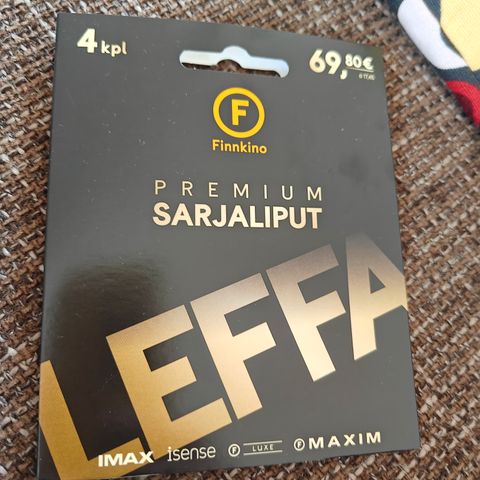 4 kpl
69,80€
F
Finnkino
PREMIUM
SARJALIPUT
LEFFA
IMAX isense F LUXE F MAXIM